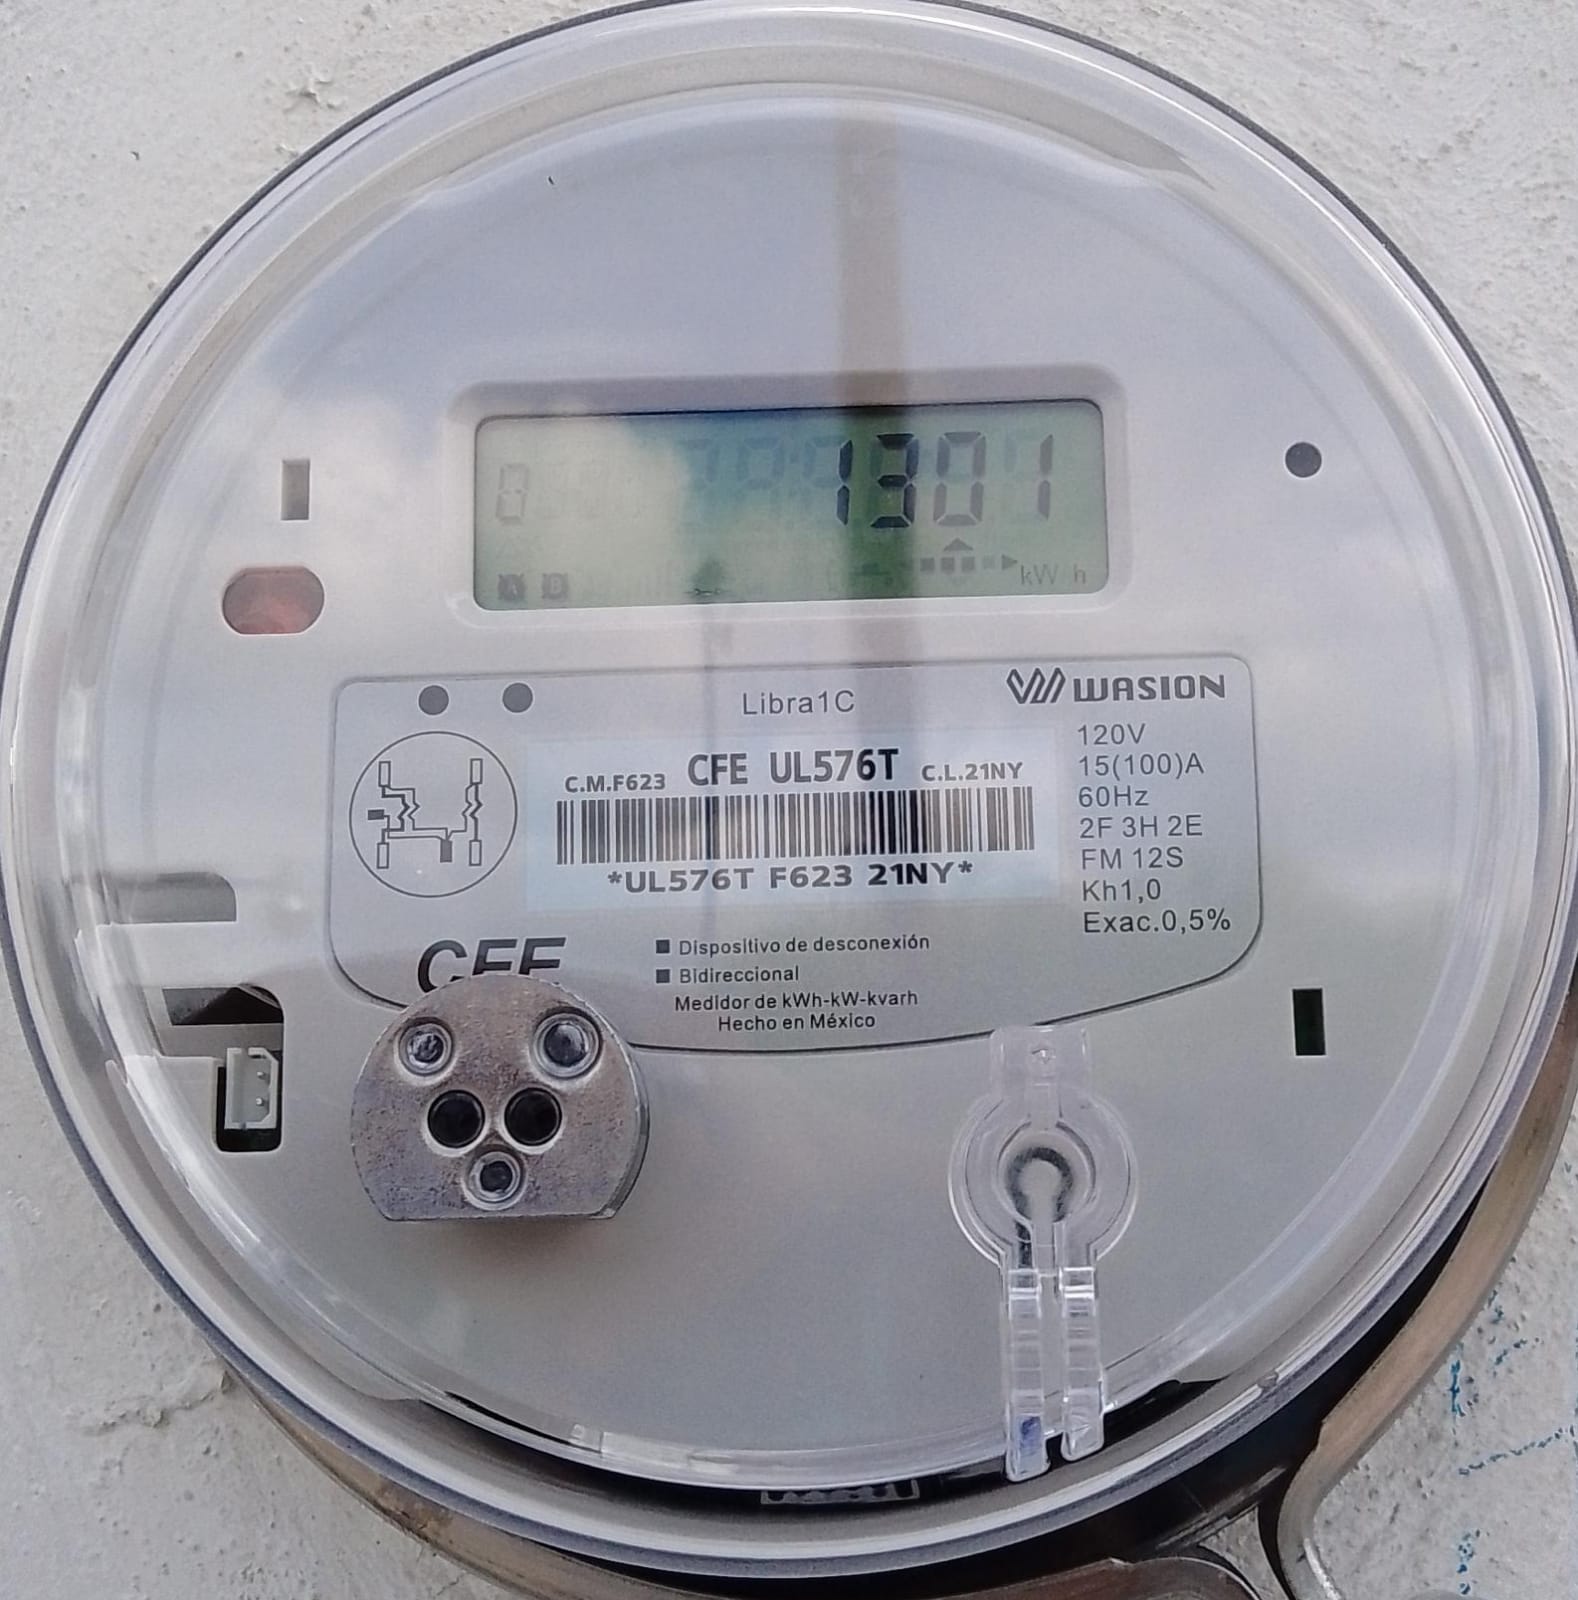 1301
kW h
A B
Libra1C
WASION
C.M.F623 CFE UL576T C.L.21NY
*UL576T F623 21NY*
120V
15(100)A
60Hz
2F 3H 2E
FM 12S
Kh1,0
Exac.0,5%
CFE
Dispositivo de desconexión
Bidireccional
Medidor de kWh-kW-kvarh
Hecho en México